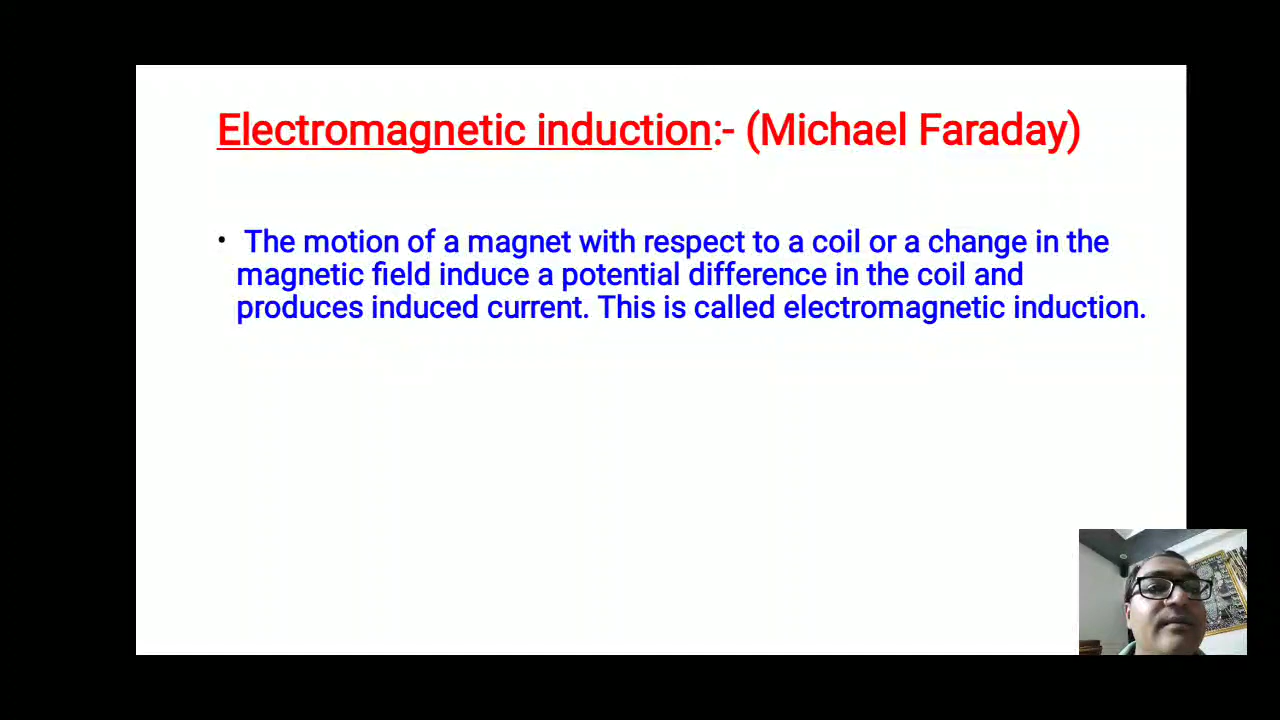 Electromagnetic induction:- (Michael Faraday)
• The motion of a magnet with respect to a coil or a change in the
magnetic field induce a potential difference in the coil and
produces induced current. This is called electromagnetic induction.